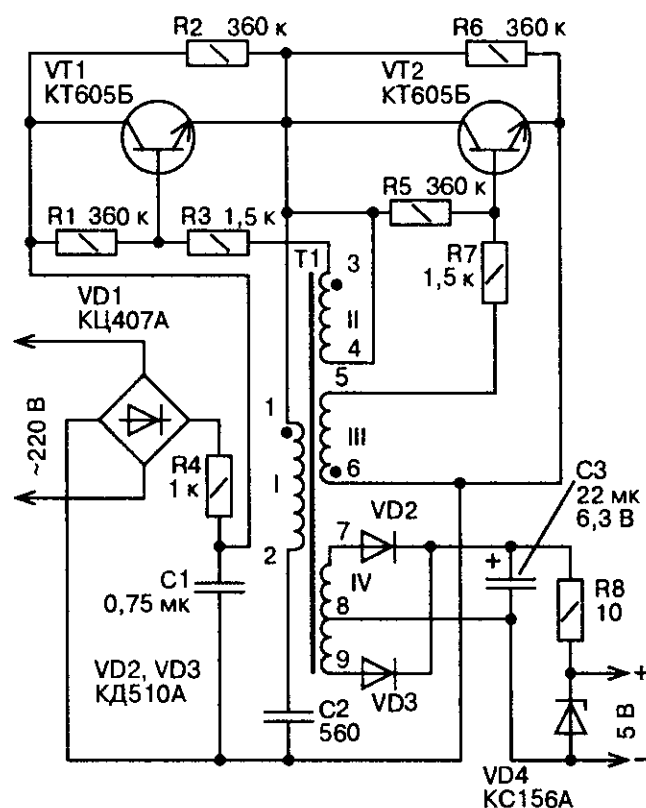 R2 360 к
R6 360 к
VT1
КТ605Б
VT2
КТ605Б
R1 360 к
R3 1,5 к
R5 360 к
R7
1,5 к
T1
3
II
4
5
III
6
VD1
КЦ407А
~220 В
R4
1 к
1
I
2
C1
0,75 мк
C3
22 мк
6,3 В
+
VD2
7
IV
8
9
VD3
R8
10
VD2, VD3
КД510А
C2
560
+
5 В
-
VD4
КС156А